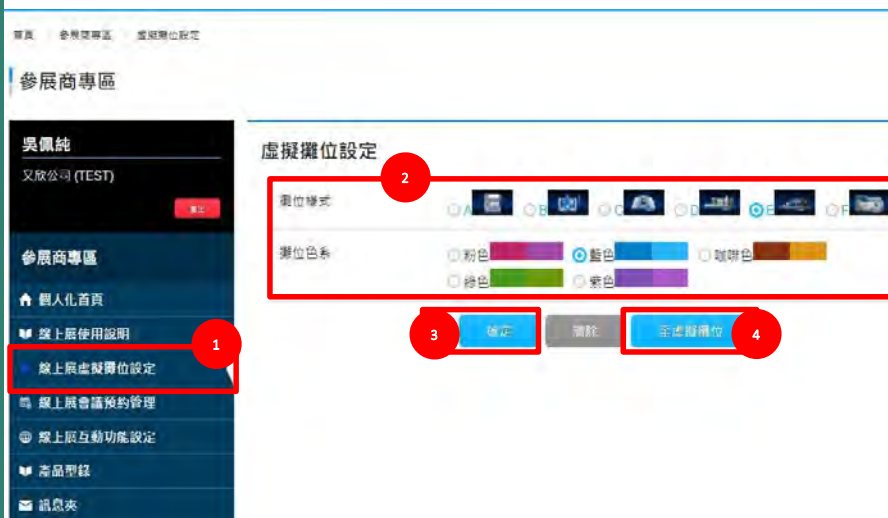 首頁 參展商專區 虛擬攤位設定
參展商專區
吳佩純
又欣公司 (TEST)
登出
參展商專區
個人化首頁
線上展使用說明
1
線上展虛擬攤位設定
線上展會議預約管理
線上展互動功能設定
產品型錄
訊息夾
虛擬攤位設定
2
攤位樣式
A B C D E F
攤位色系
粉色 藍色 咖啡色
綠色 紫色
3 確定 清除 至虛擬攤位 4